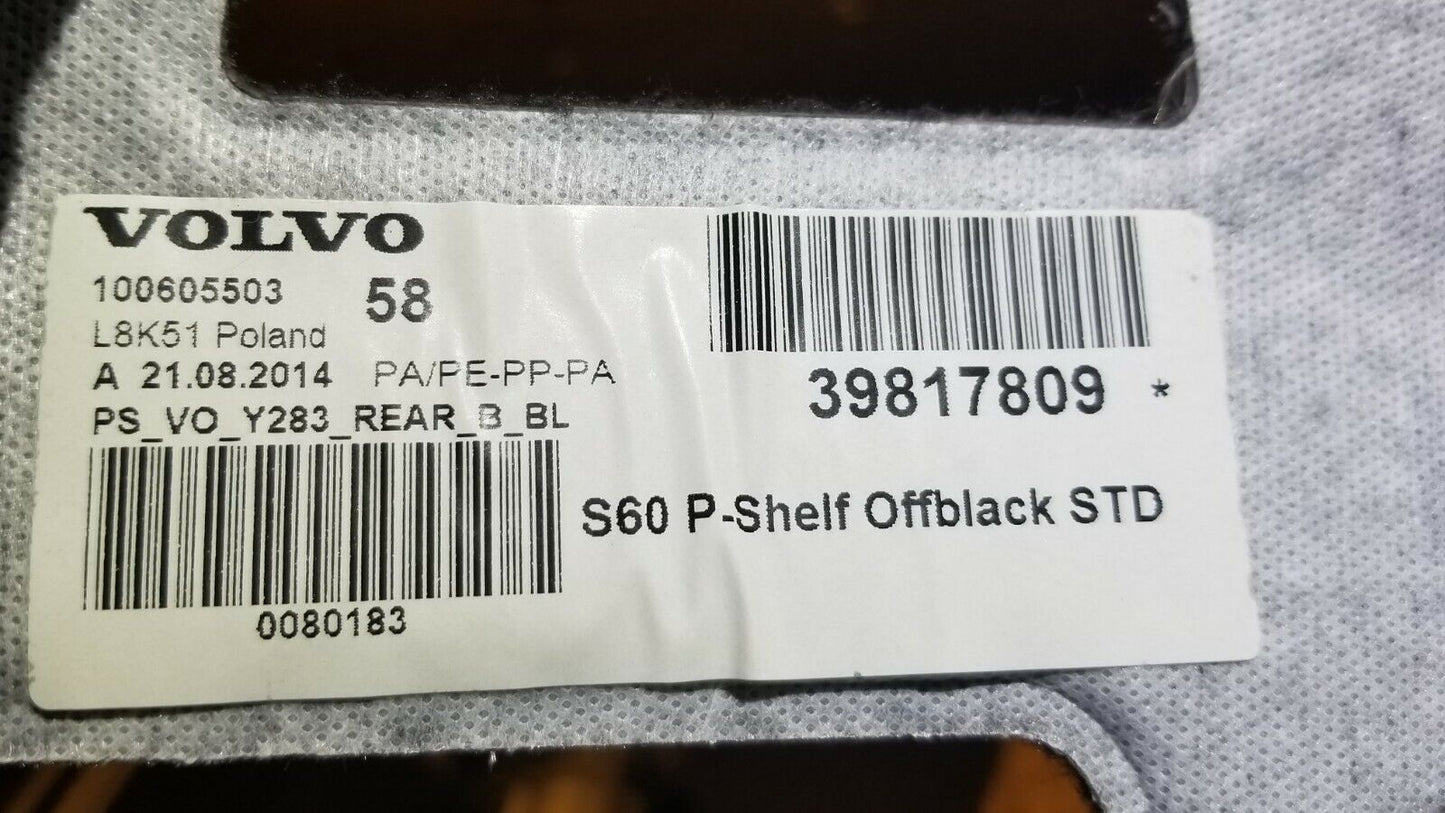 VOLVO
100605503 58
L8K51 Poland
A 21.08.2014 PA/PE-PP-PA
PS_VO_Y283_REAR_B_BL
0080183
39817809 *
S60 P-Shelf Offblack STD